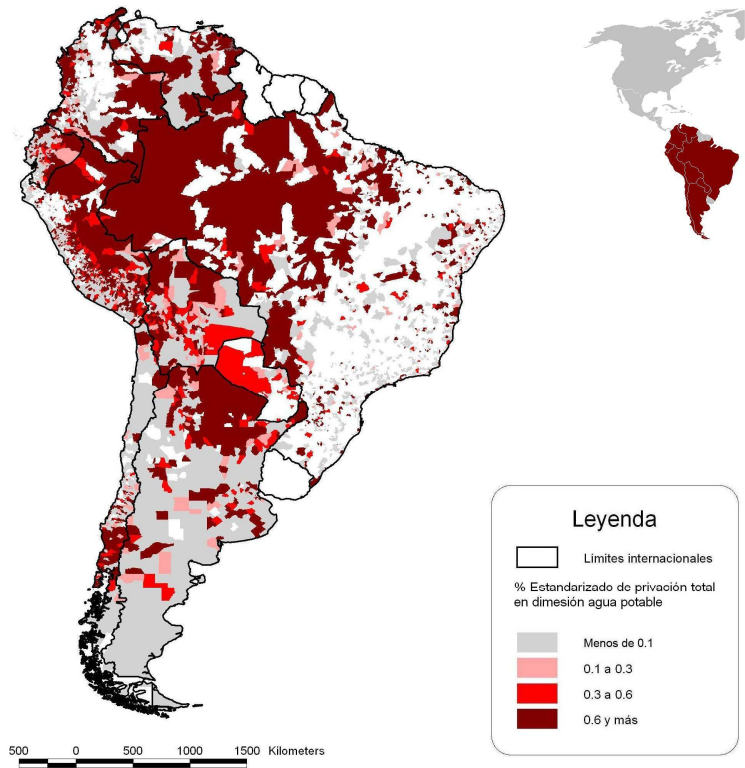 Leyenda
Límites internacionales
% Estandarizado de privación total
en dimesión agua potable
Menos de 0.1
0.1 a 0.3
0.3 a 0.6
0.6 y más
500 0 500 1000 1500 Kilometers